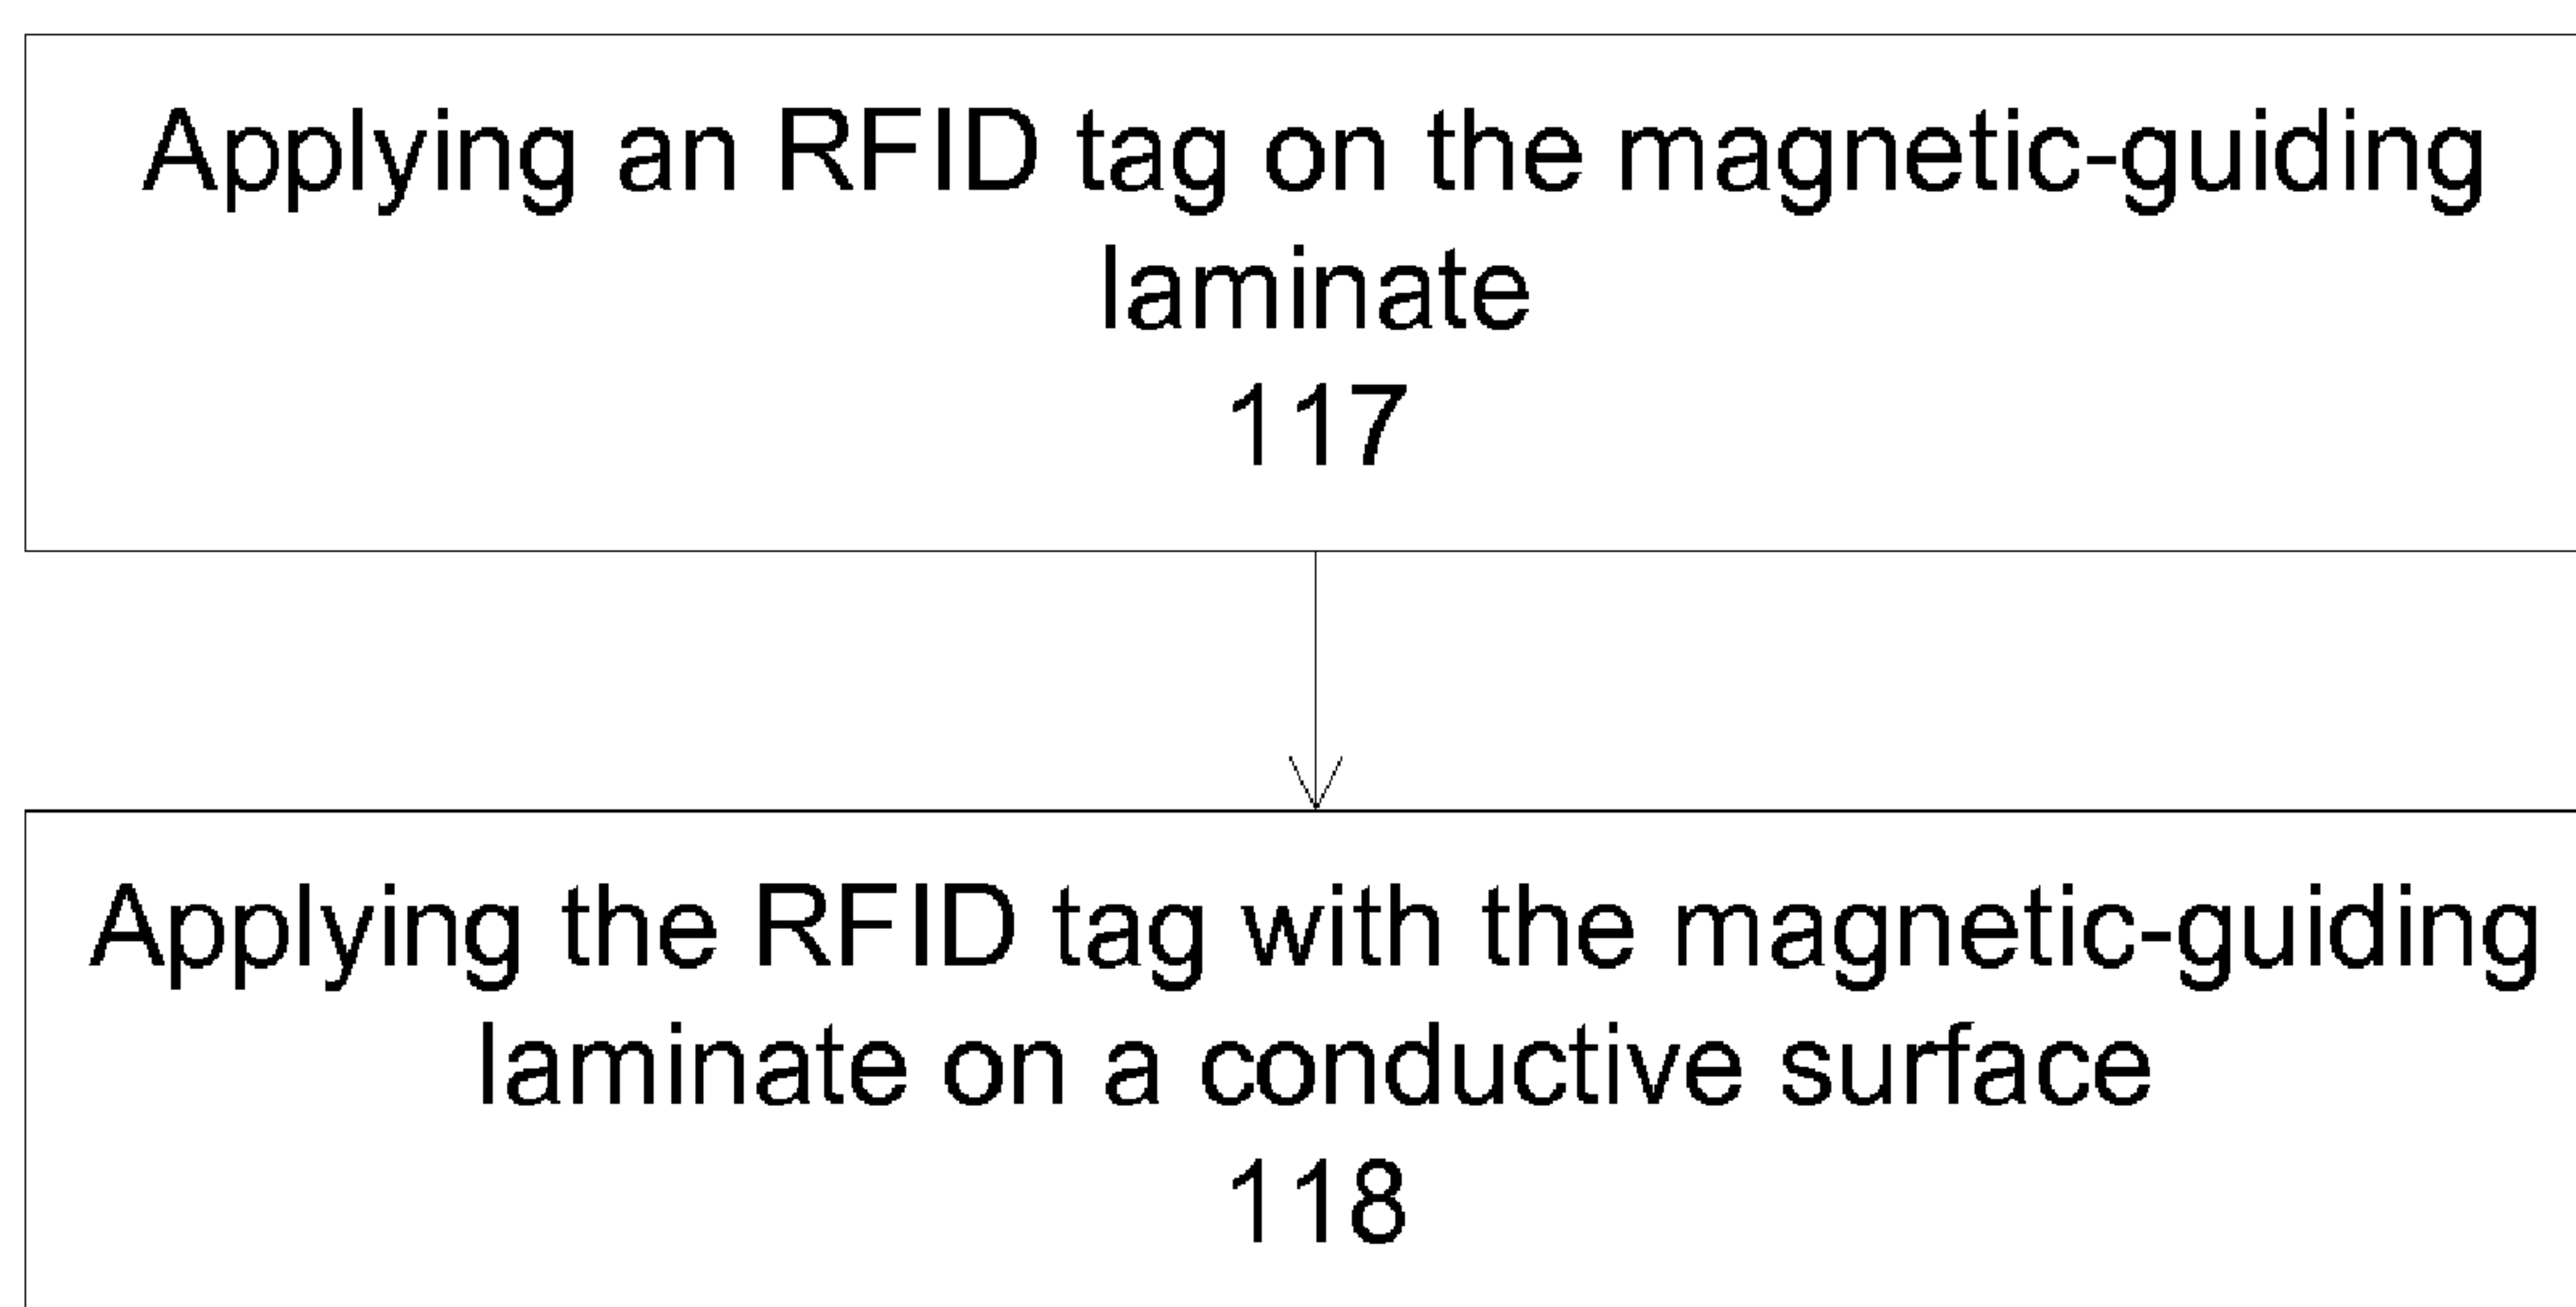 Applying an RFID tag on the magnetic-guiding
laminate
117
Applying the RFID tag with the magnetic-guiding
laminate on a conductive surface
118